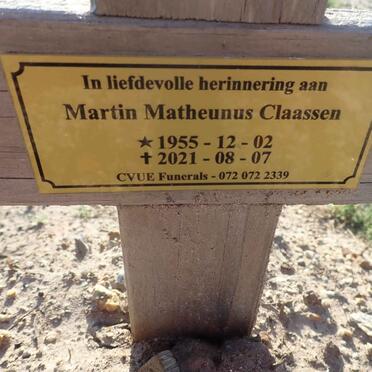 In liefdevolle herinnering aan
Martin Matheunus Claassen
★ 1955 - 12 - 02
✝ 2021 - 08 - 07
CVUE Funerals - 072 072 2339